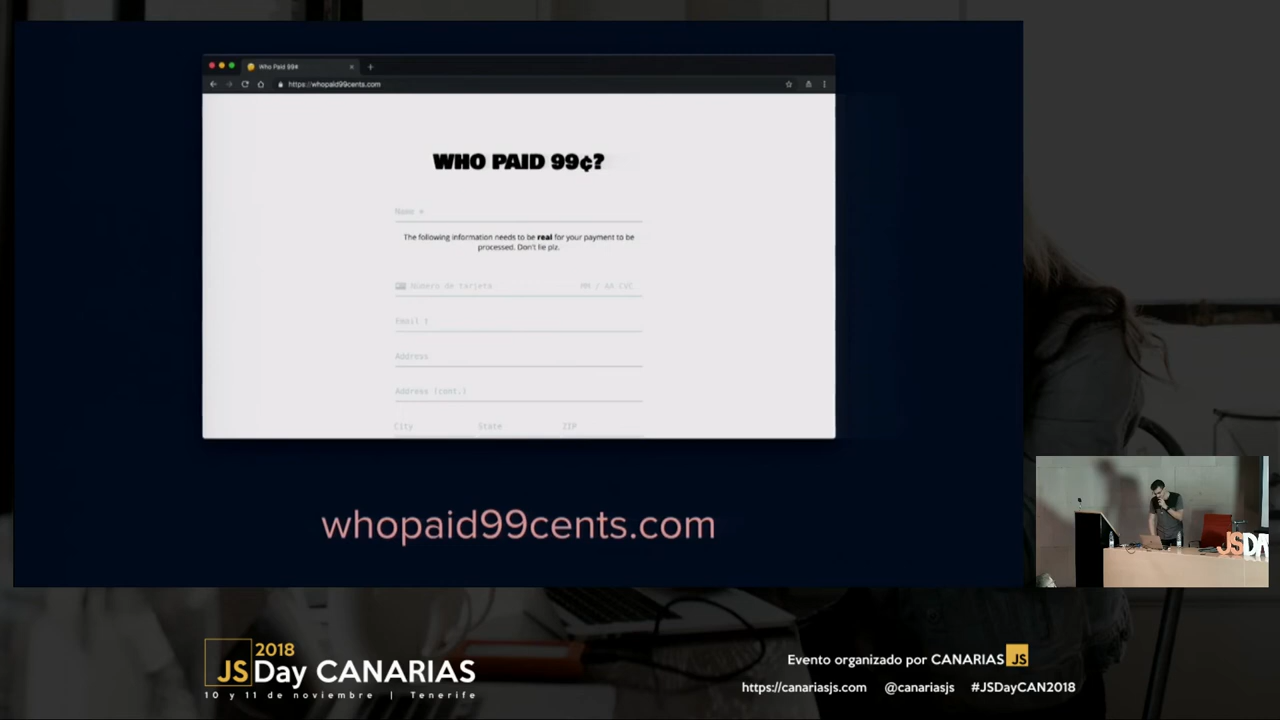 Who Paid 99¢
https://whopaid99cents.com
WHO PAID 99¢?
Name *
The following information needs to be real for your payment to be
processed. Don't lie plz.
Número de tarjeta MM / AA CVC
Email †
Address
Address (cont.)
City State ZIP
whopaid99cents.com
JSDA
2018
JSDay CANARIAS
10 y 11 de noviembre | Tenerife
Evento organizado por CANARIAS JS
https://canariasjs.com @canariasjs #JSDayCAN2018